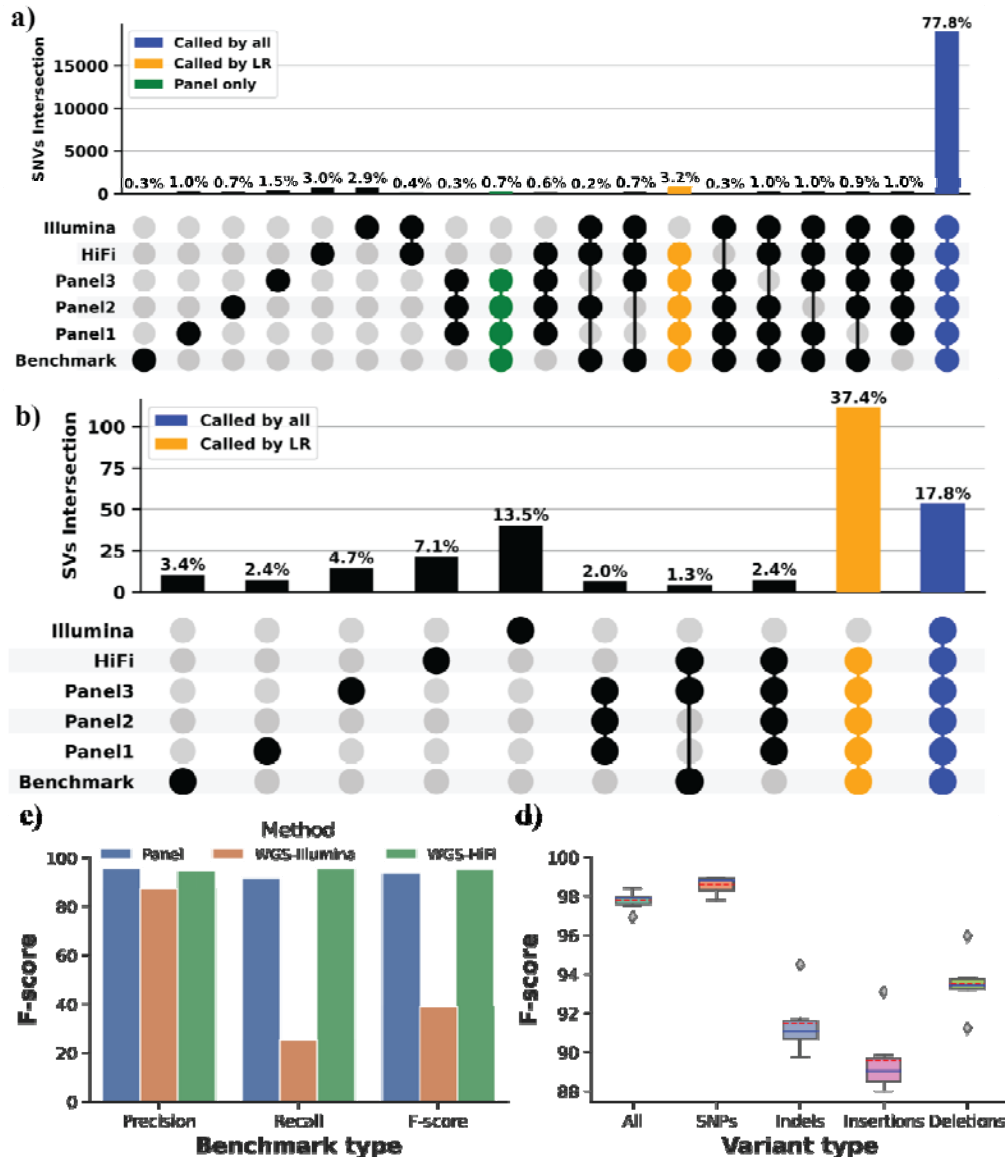 a)
77.8%
Called by all
Called by LR
Panel only
SNVs Intersection
15000
10000
5000
0
0.3% 1.0% 0.7% 1.5% 3.0% 2.9% 0.4% 0.3% 0.7% 0.6% 0.2% 0.7% 3.2% 0.3% 1.0% 1.0% 0.9% 1.0%
Illumina
HiFi
Panel3
Panel2
Panel1
Benchmark
b)
Called by all
Called by LR
SVs Intersection
100
75
50
25
0
3.4% 2.4% 4.7% 7.1% 13.5% 2.0% 1.3% 2.4% 37.4% 17.8%
Illumina
HiFi
Panel3
Panel2
Panel1
Benchmark
c)
Method
Panel WGS-Illumina WGS-HiFi
F-score
100
80
60
40
20
0
Precision Recall F-score
Benchmark type
d)
F-score
100
98
96
94
92
90
88
All SNPs Indels Insertions Deletions
Variant type